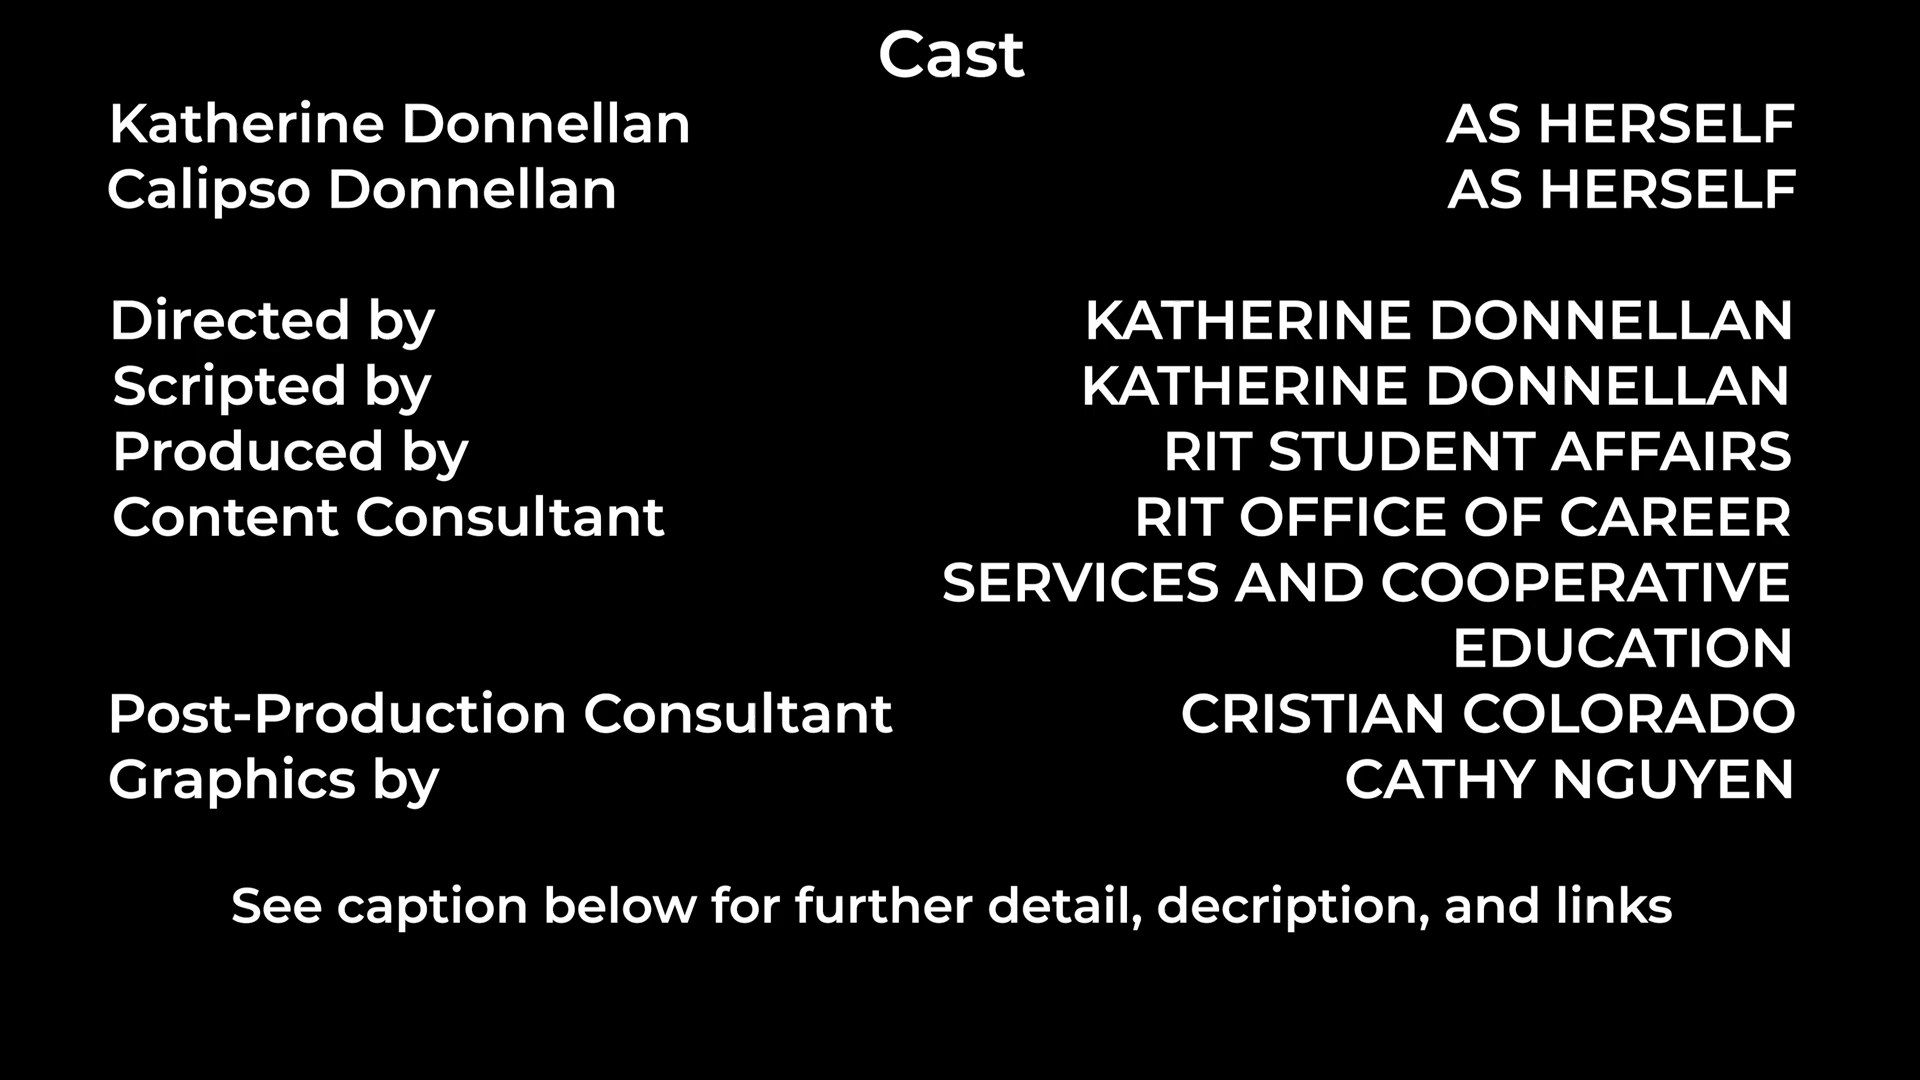 Cast
Katherine Donnellan AS HERSELF
Calipso Donnellan AS HERSELF
Directed by KATHERINE DONNELLAN
Scripted by KATHERINE DONNELLAN
Produced by RIT STUDENT AFFAIRS
Content Consultant RIT OFFICE OF CAREER
SERVICES AND COOPERATIVE
EDUCATION
Post-Production Consultant CRISTIAN COLORADO
Graphics by CATHY NGUYEN
See caption below for further detail, decription, and links